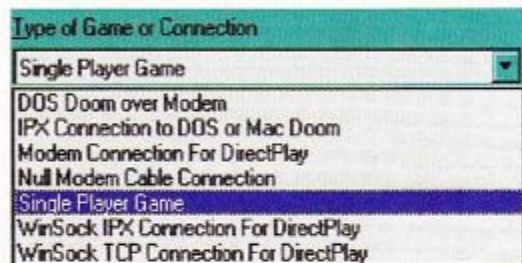 Type of Game or Connection
Single Player Game
DOS Doom over Modem
IPX Connection to DOS or Mac Doom
Modem Connection For DirectPlay
Null Modem Cable Connection
Single Player Game
WinSock IPX Connection For DirectPlay
WinSock TCP Connection For DirectPlay